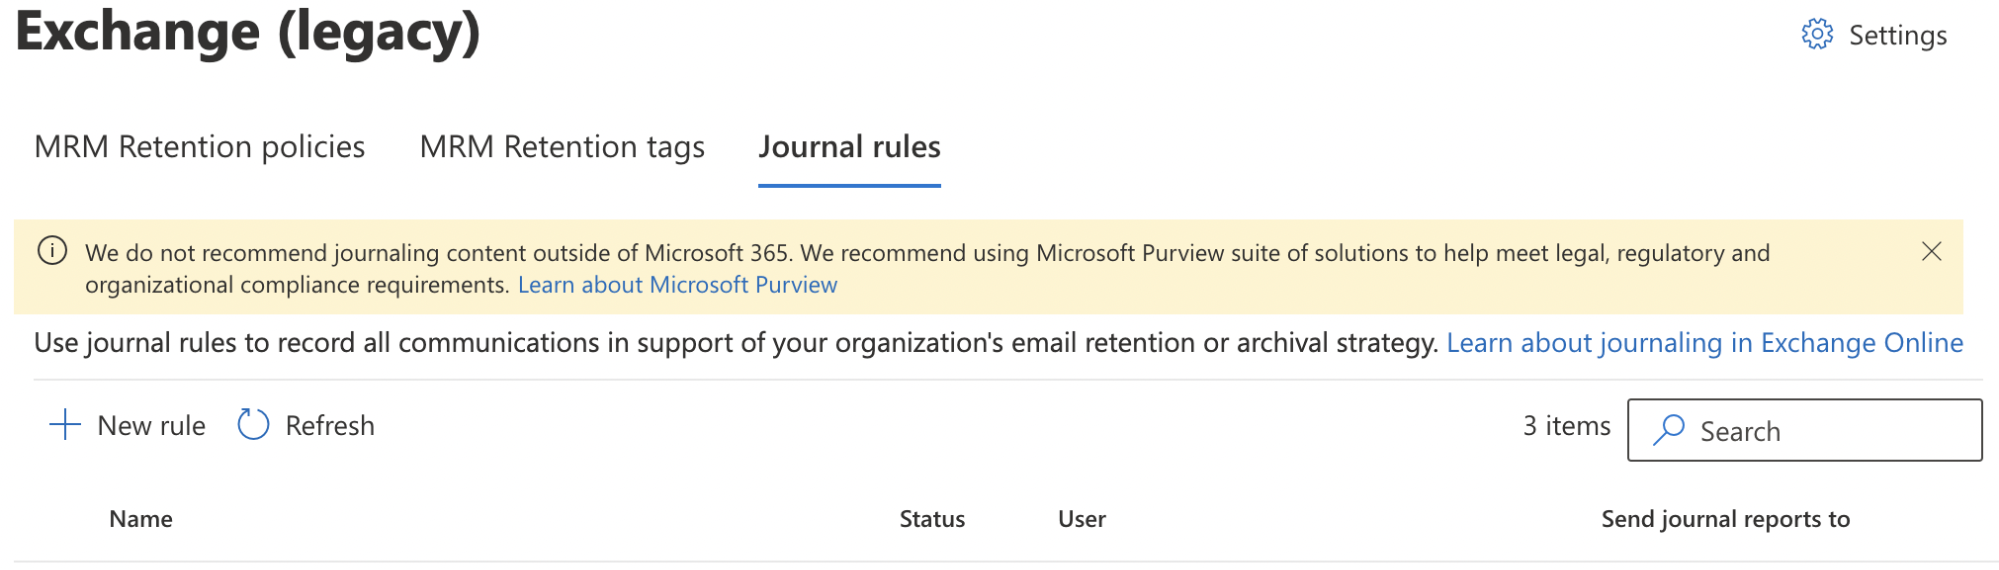 Exchange (legacy)
Settings
MRM Retention policies MRM Retention tags Journal rules
We do not recommend journaling content outside of Microsoft 365. We recommend using Microsoft Purview suite of solutions to help meet legal, regulatory and
organizational compliance requirements. Learn about Microsoft Purview
Use journal rules to record all communications in support of your organization's email retention or archival strategy. Learn about journaling in Exchange Online
New rule Refresh 3 items Search
Name Status User Send journal reports to